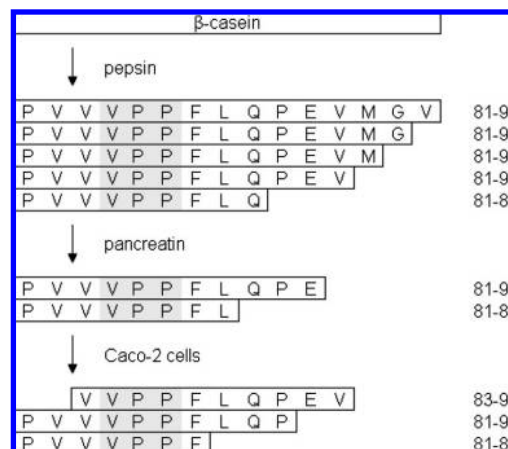 β-casein
pepsin
P V V V P P F L Q P E V M G V 81-9
P V V V P P F L Q P E V M G 81-9
P V V V P P F L Q P E V M 81-9
P V V V P P F L Q P E V 81-9
P V V V P P F L Q 81-8
pancreatin
P V V V P P F L Q P E 81-9
P V V V P P F L 81-8
Caco-2 cells
V V P P F L Q P E V 83-9
P V V V P P F L Q P 81-9
P V V V P P F 81-8